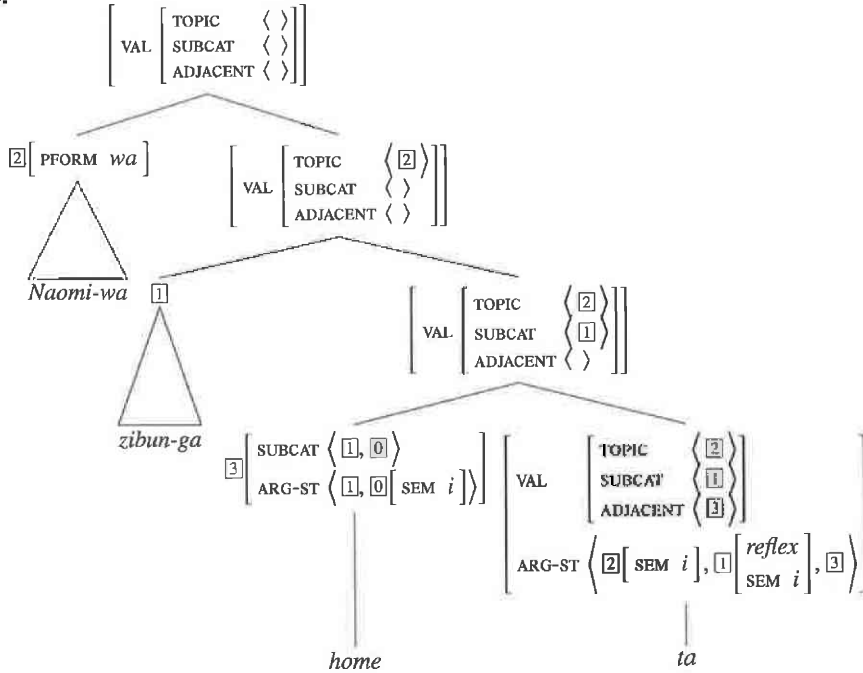 [VAL [TOPIC ⟨ ⟩
SUBCAT ⟨ ⟩
ADJACENT ⟨ ⟩]]
2[PFORM wa]
[VAL [TOPIC ⟨2⟩
SUBCAT ⟨ ⟩
ADJACENT ⟨ ⟩]]
Naomi-wa
1
[VAL [TOPIC ⟨2⟩
SUBCAT ⟨1⟩
ADJACENT ⟨ ⟩]]
zibun-ga
3[SUBCAT ⟨1, 0⟩
ARG-ST ⟨1, 0[SEM i]⟩]
[VAL [TOPIC ⟨2⟩
SUBCAT ⟨1⟩
ADJACENT ⟨3⟩]
ARG-ST ⟨2[SEM i], 1[reflex
SEM i], 3⟩]
home
ta